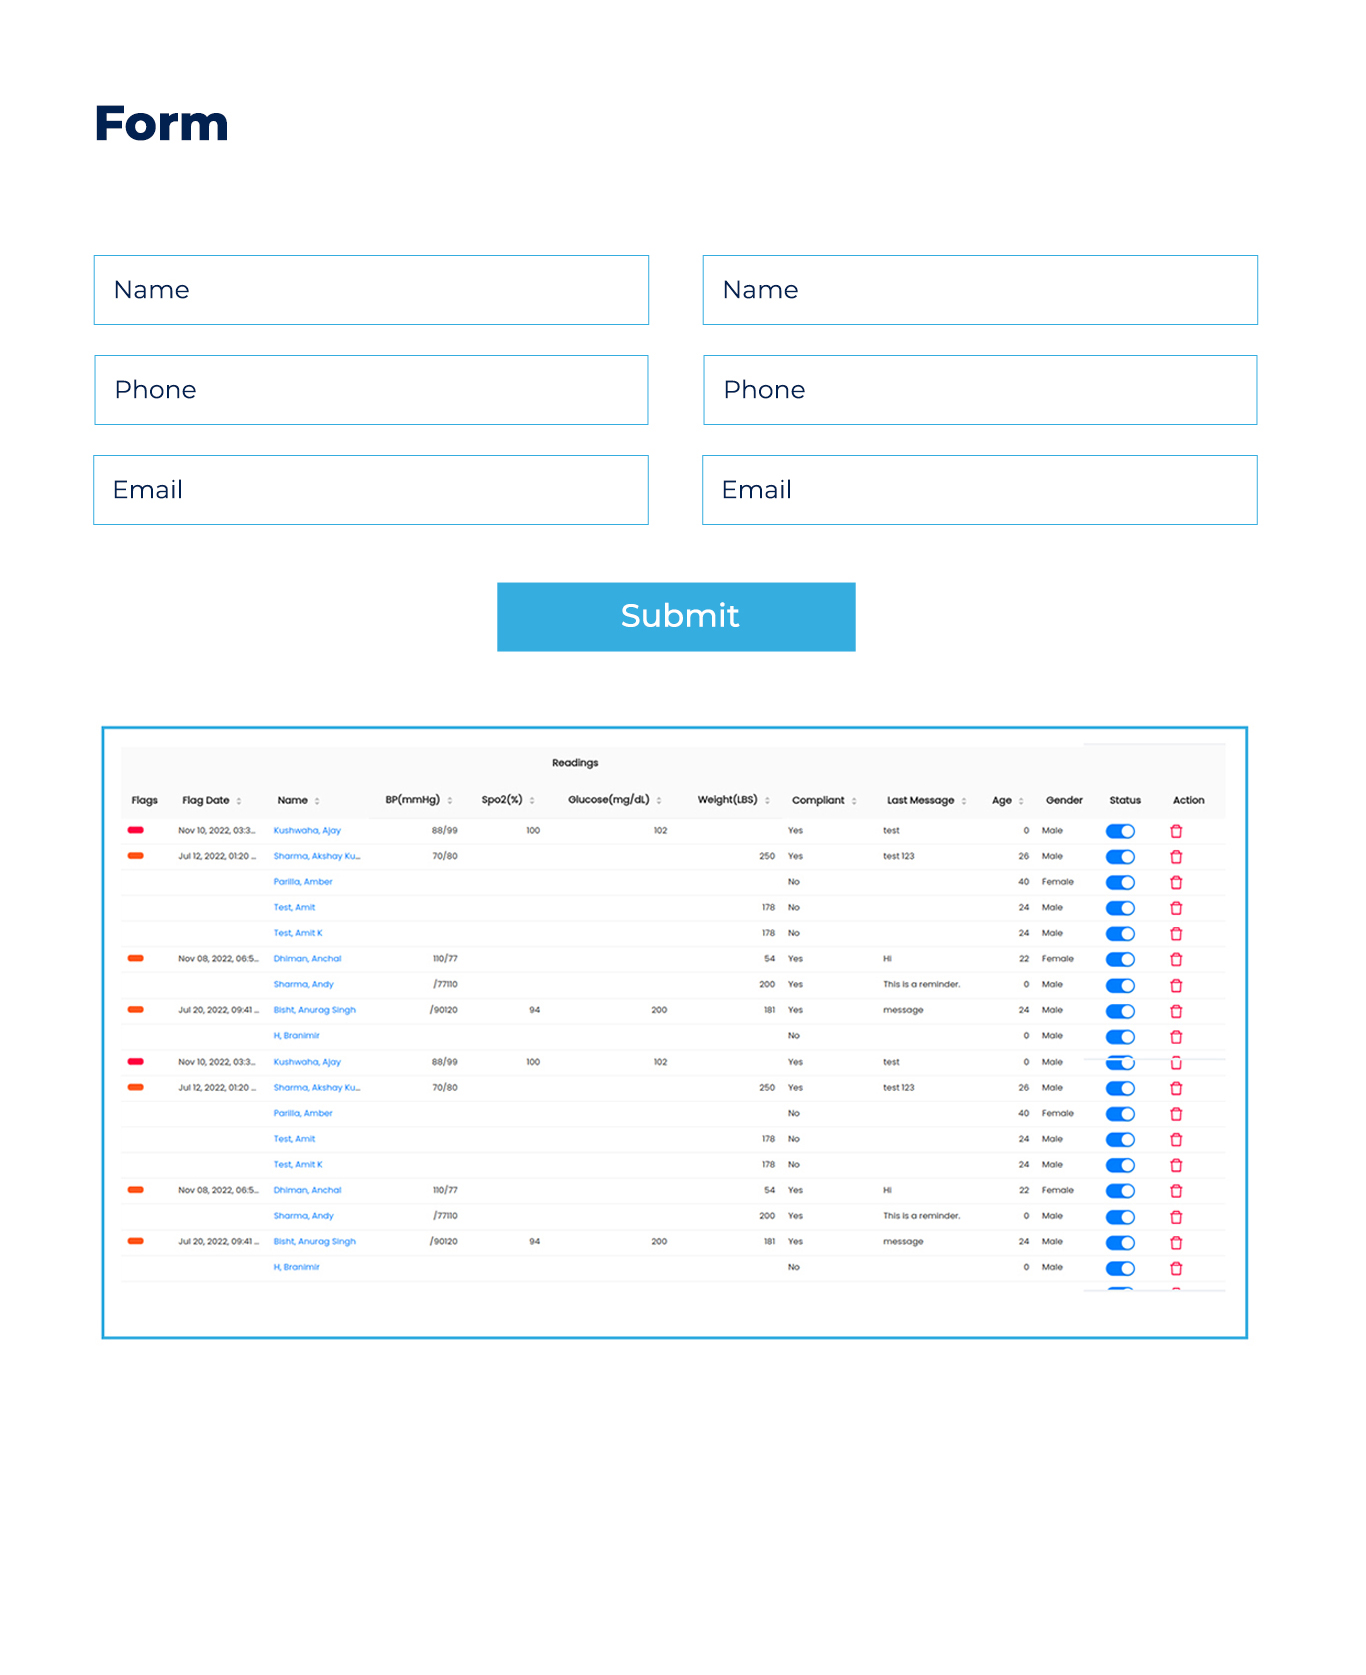 Form
Name Name
Phone Phone
Email Email
Submit
Readings
Flags Flag Date Name BP(mmHg) Spo2(%) Glucose(mg/dL) Weight(LBS) Compliant Last Message Age Gender Status Action
Nov 10, 2022, 03:3... Kushwaha, Ajay 88/99 100 102 Yes test 0 Male
Jul 12, 2022, 01:20 ... Sharma, Akshay Ku... 70/80 250 Yes test 123 26 Male
Parilla, Amber No 40 Female
Test, Amit 178 No 24 Male
Test, Amit K 178 No 24 Male
Nov 08, 2022, 06:5... Dhiman, Anchal 110/77 54 Yes Hi 22 Female
Sharma, Andy /77110 200 Yes This is a reminder. 0 Male
Jul 20, 2022, 09:41 ... Bisht, Anurag Singh /90120 94 200 181 Yes message 24 Male
H, Branimir No 0 Male
Nov 10, 2022, 03:3... Kushwaha, Ajay 88/99 100 102 Yes test 0 Male
Jul 12, 2022, 01:20 ... Sharma, Akshay Ku... 70/80 250 Yes test 123 26 Male
Parilla, Amber No 40 Female
Test, Amit 178 No 24 Male
Test, Amit K 178 No 24 Male
Nov 08, 2022, 06:5... Dhiman, Anchal 110/77 54 Yes Hi 22 Female
Sharma, Andy /77110 200 Yes This is a reminder. 0 Male
Jul 20, 2022, 09:41 ... Bisht, Anurag Singh /90120 94 200 181 Yes message 24 Male
H, Branimir No 0 Male